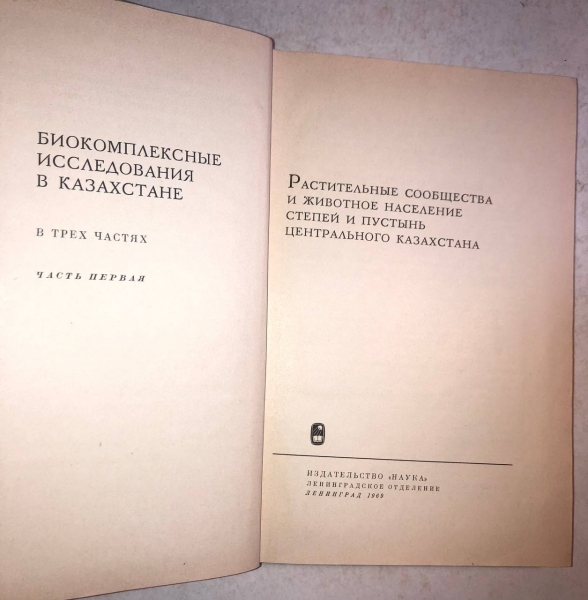 БИОКОМПЛЕКСНЫЕ
ИССЛЕДОВАНИЯ
В КАЗАХСТАНЕ
В ТРЕХ ЧАСТЯХ
ЧАСТЬ ПЕРВАЯ
РАСТИТЕЛЬНЫЕ СООБЩЕСТВА
И ЖИВОТНОЕ НАСЕЛЕНИЕ
СТЕПЕЙ И ПУСТЫНЬ
ЦЕНТРАЛЬНОГО КАЗАХСТАНА
ИЗДАТЕЛЬСТВО «НАУКА»
ЛЕНИНГРАДСКОЕ ОТДЕЛЕНИЕ
ЛЕНИНГРАД 1969